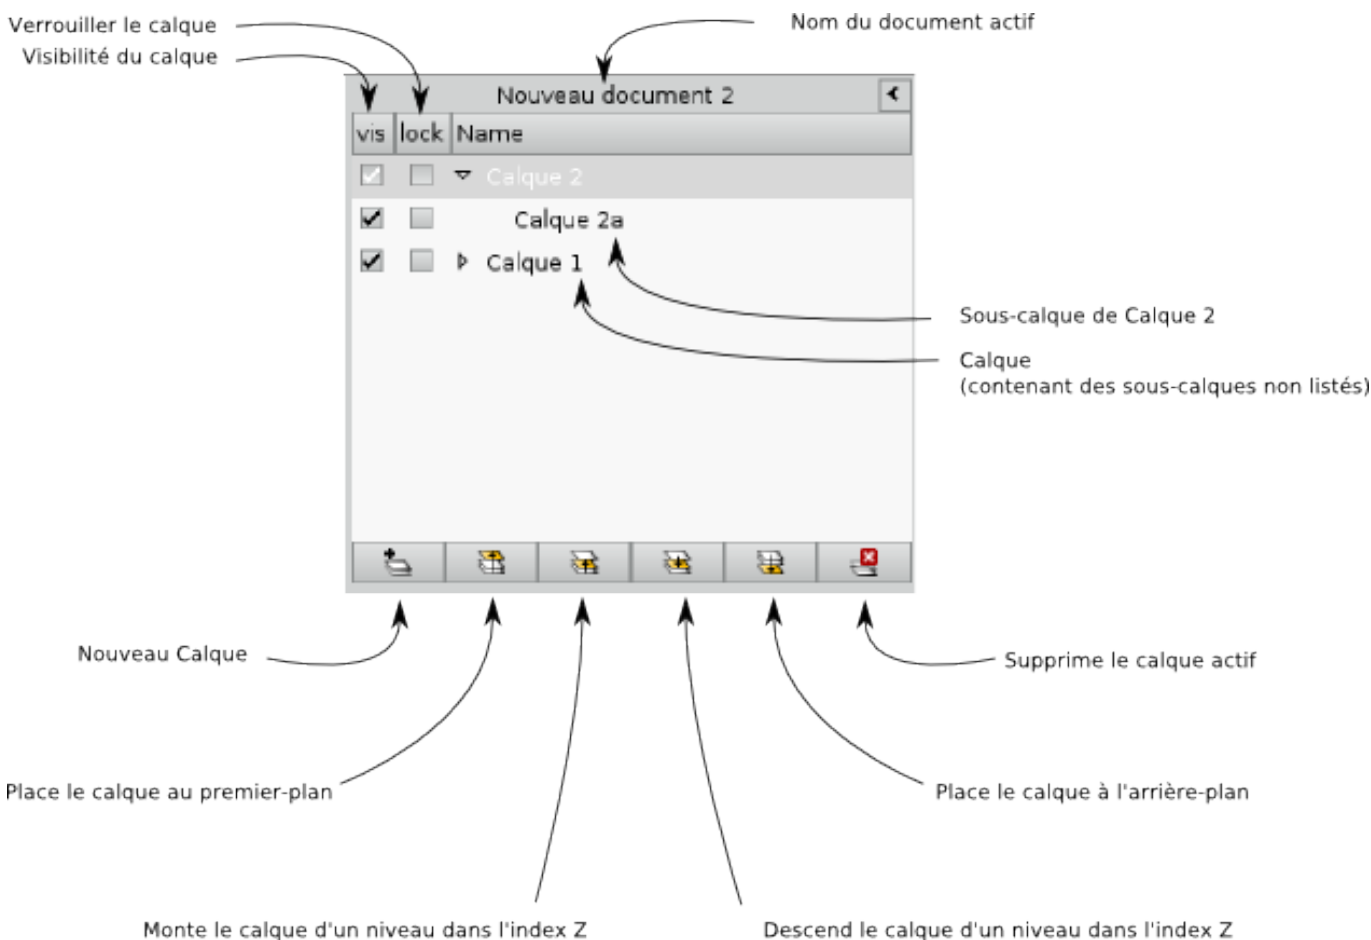 Verrouiller le calque
Nom du document actif
Visibilité du calque
Nouveau document 2
vis lock Name
Calque 2
Calque 2a
Calque 1
Sous-calque de Calque 2
Calque
(contenant des sous-calques non listés)
Nouveau Calque
Supprime le calque actif
Place le calque au premier-plan
Place le calque à l'arrière-plan
Monte le calque d'un niveau dans l'index Z
Descend le calque d'un niveau dans l'index Z